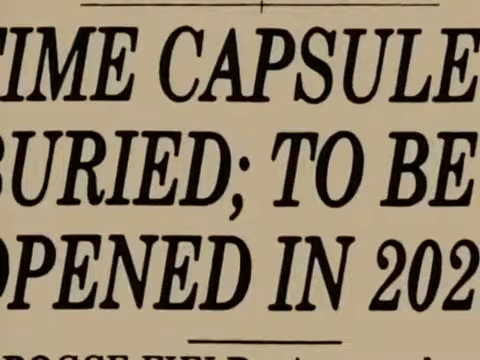 TIME CAPSULE
BURIED; TO BE
OPENED IN 202